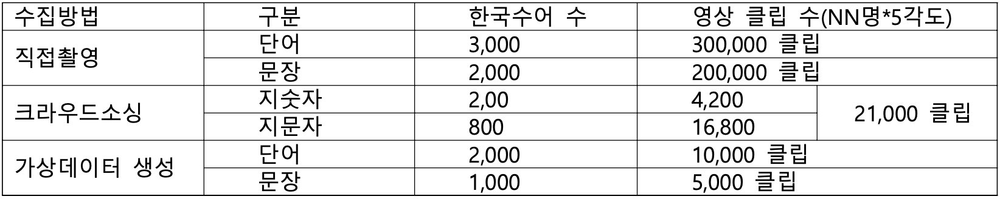 수집방법 구분 한국수어 수 영상 클립 수(NN명*5각도)
직접촬영 단어 3,000 300,000 클립
문장 2,000 200,000 클립
크라우드소싱 지숫자 2,00 4,200 21,000 클립
지문자 800 16,800
가상데이터 생성 단어 2,000 10,000 클립
문장 1,000 5,000 클립